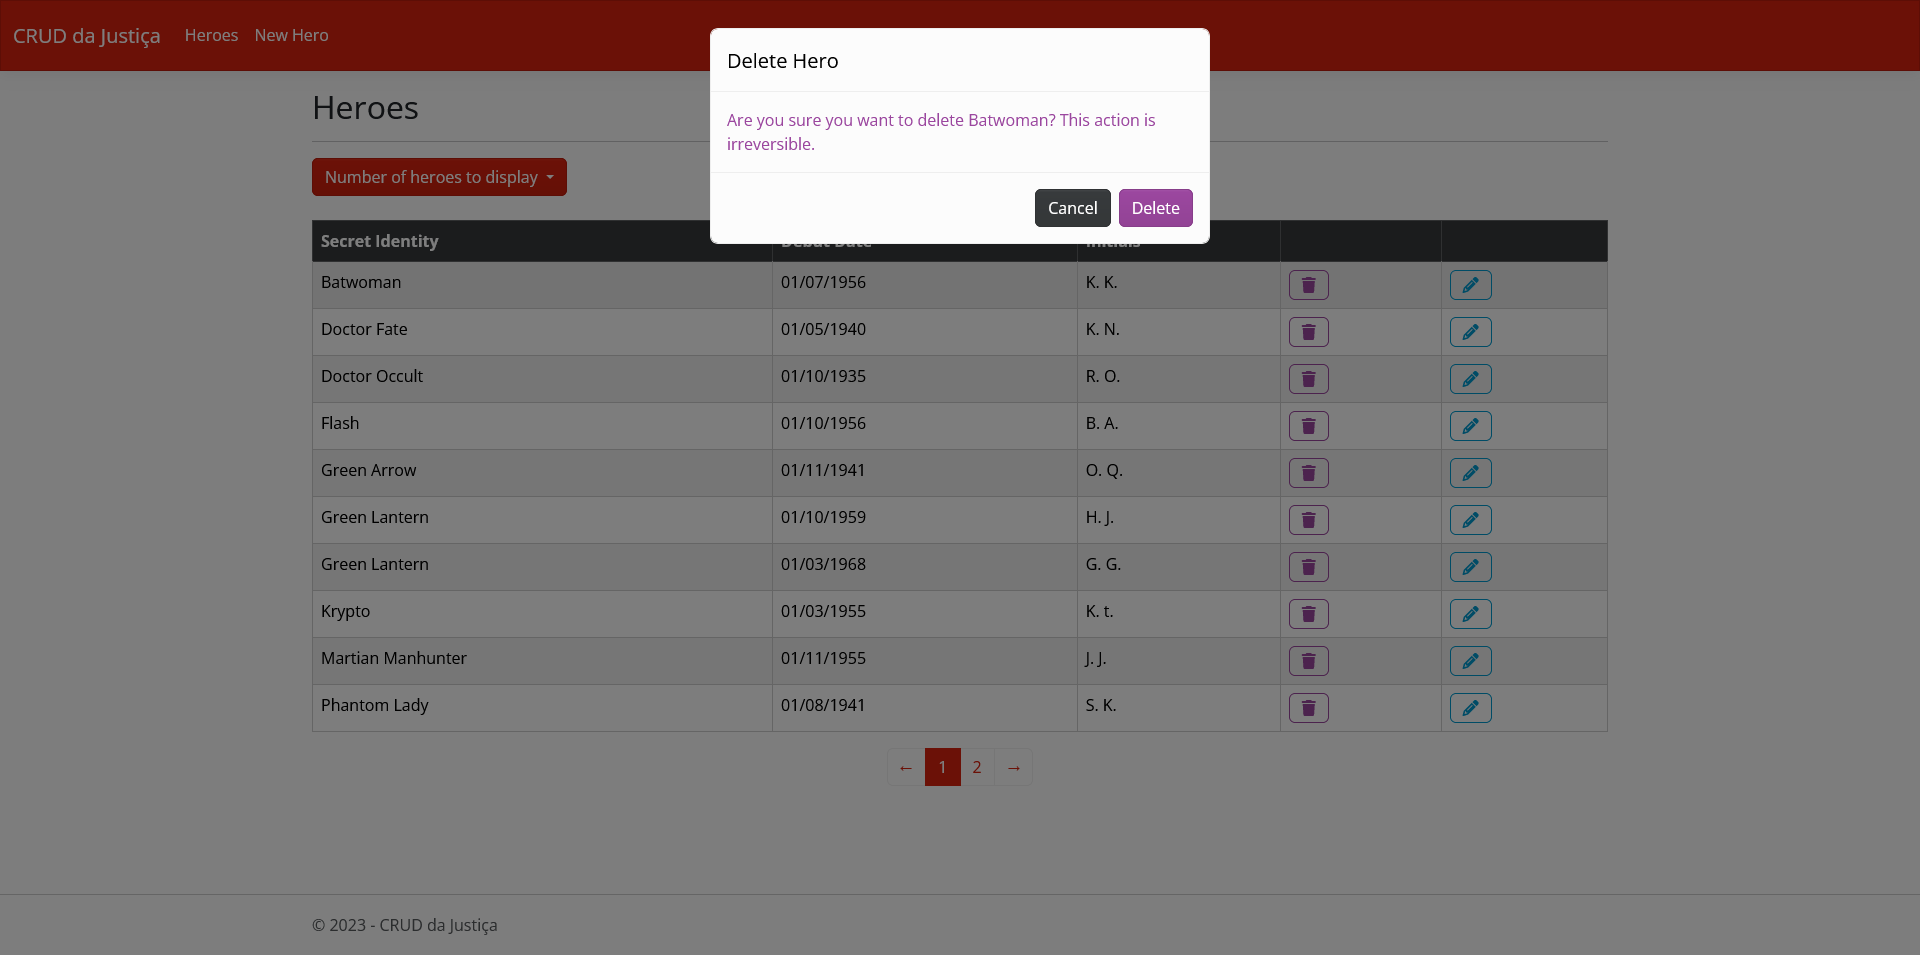 CRUD da Justiça Heroes New Hero
Delete Hero
Are you sure you want to delete Batwoman? This action is
irreversible.
Cancel Delete
Heroes
Number of heroes to display
Secret Identity Debut Date Initials
Batwoman 01/07/1956 K. K.
Doctor Fate 01/05/1940 K. N.
Doctor Occult 01/10/1935 R. O.
Flash 01/10/1956 B. A.
Green Arrow 01/11/1941 O. Q.
Green Lantern 01/10/1959 H. J.
Green Lantern 01/03/1968 G. G.
Krypto 01/03/1955 K. t.
Martian Manhunter 01/11/1955 J. J.
Phantom Lady 01/08/1941 S. K.
← 1 2 →
© 2023 - CRUD da Justiça